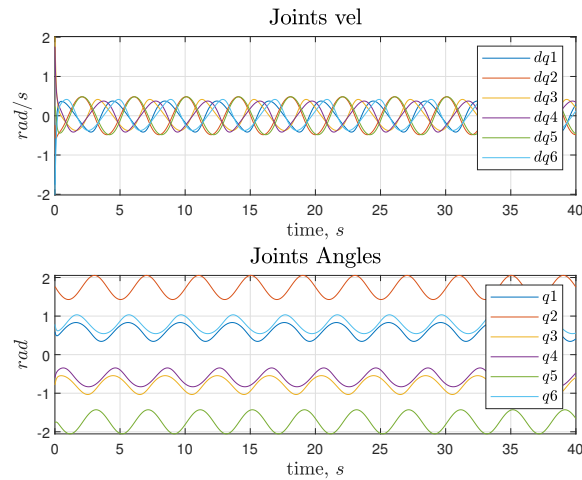 Joints vel
2
1
0
-1
-2
rad/s
dq1
dq2
dq3
dq4
dq5
dq6
0 5 10 15 20 25 30 35 40
time, s
Joints Angles
2
1
0
-1
-2
rad
q1
q2
q3
q4
q5
q6
0 5 10 15 20 25 30 35 40
time, s